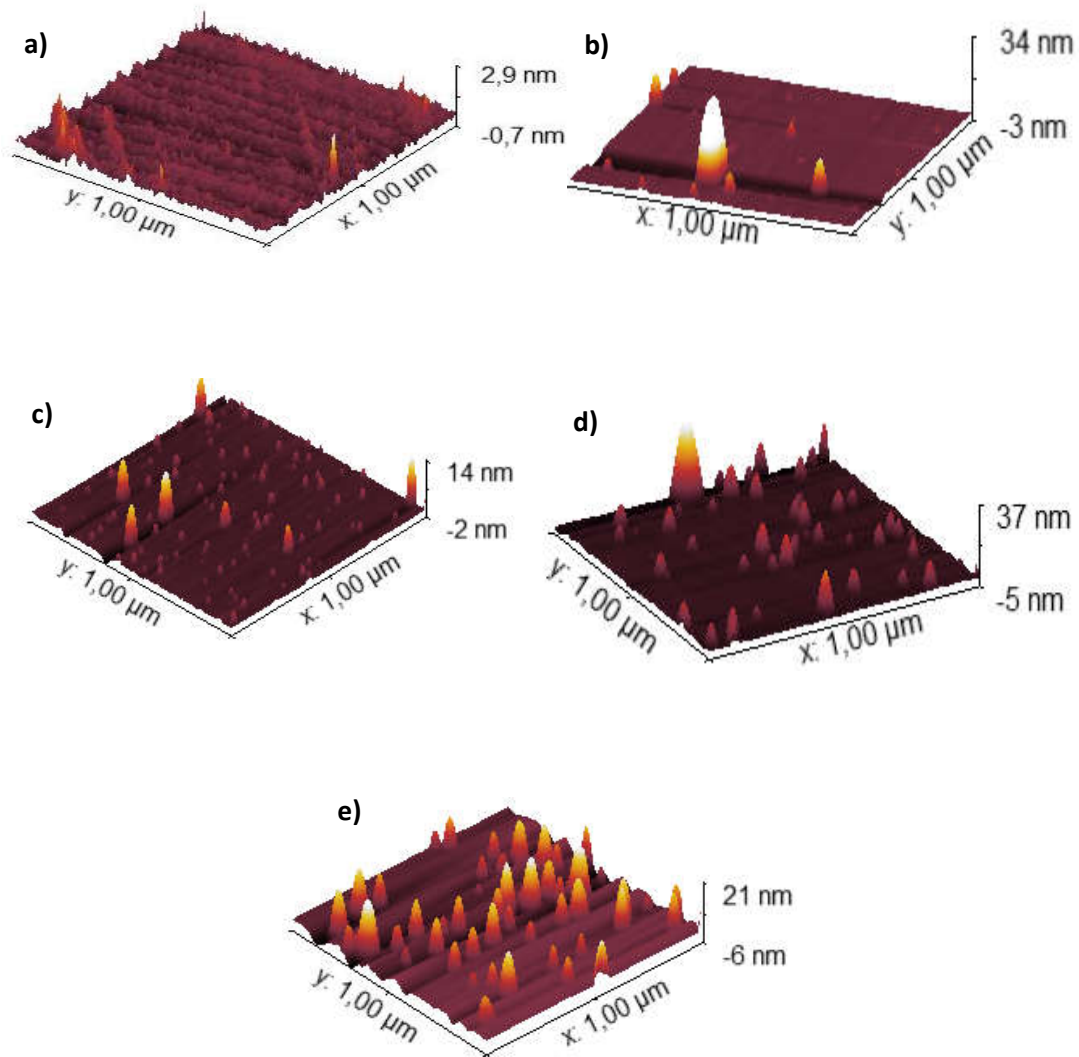 a)
2,9 nm
-0,7 nm
y: 1,00 µm
x: 1,00 µm
b)
34 nm
-3 nm
x: 1,00 µm
y: 1,00 µm
c)
14 nm
-2 nm
y: 1,00 µm
x: 1,00 µm
d)
37 nm
-5 nm
y: 1,00 µm
x: 1,00 µm
e)
21 nm
-6 nm
y: 1,00 µm
x: 1,00 µm